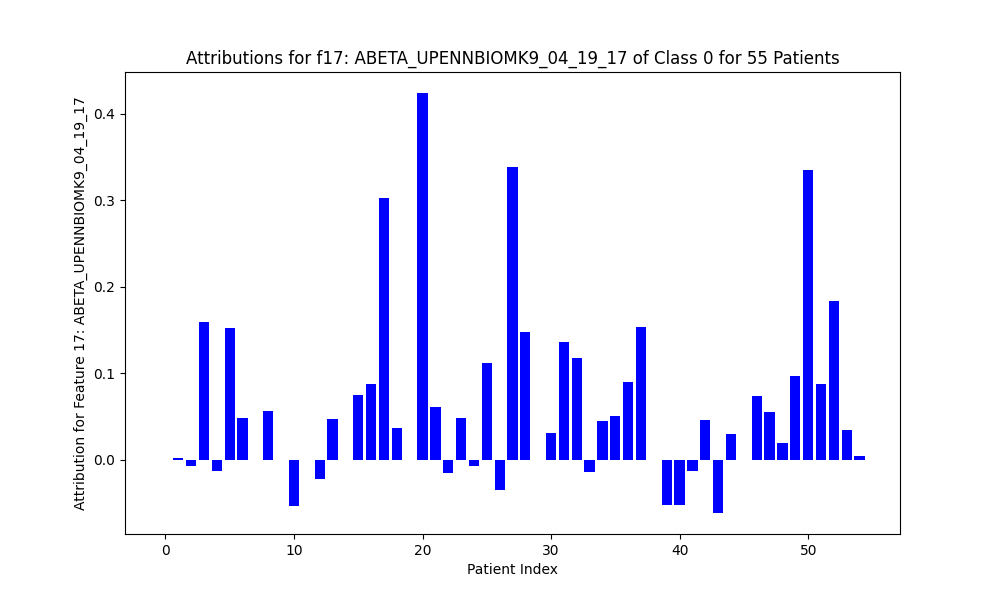 Attributions for f17: ABETA_UPENNBIOMK9_04_19_17 of Class 0 for 55 Patients
Attribution for Feature 17: ABETA_UPENNBIOMK9_04_19_17
0.4
0.3
0.2
0.1
0.0
0 10 20 30 40 50
Patient Index